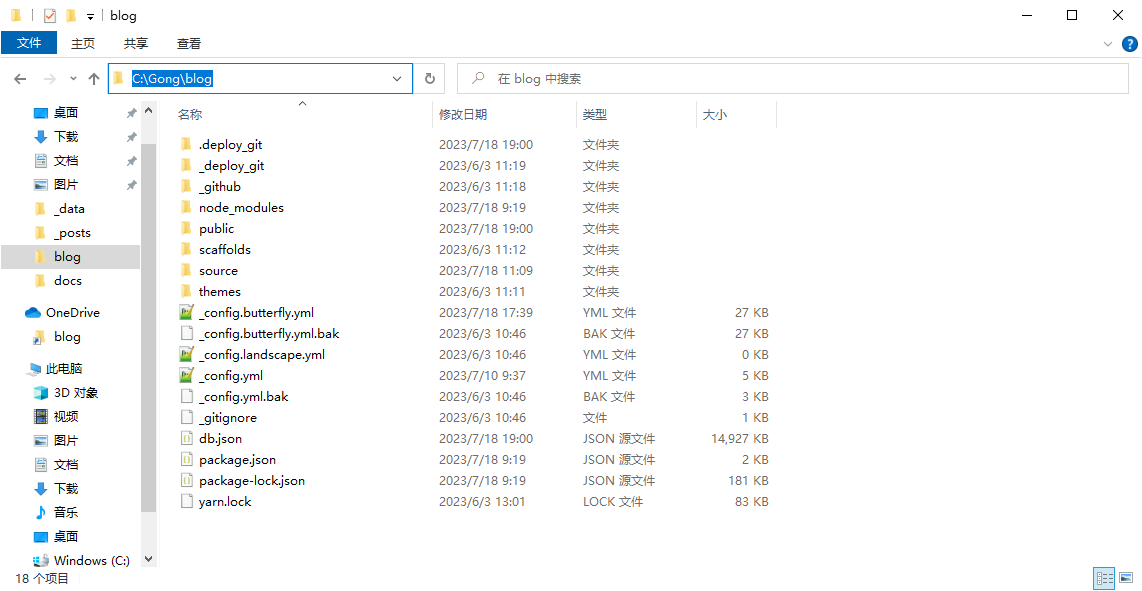 blog
文件 主页 共享 查看
C:\Gong\blog 在 blog 中搜索
名称 修改日期 类型 大小
桌面
下载
文档
图片
_data
_posts
blog
docs
OneDrive
blog
此电脑
3D 对象
视频
图片
文档
下载
音乐
桌面
Windows (C:)
.deploy_git 2023/7/18 19:00 文件夹
_deploy_git 2023/6/3 11:19 文件夹
_github 2023/6/3 11:18 文件夹
node_modules 2023/7/18 9:19 文件夹
public 2023/7/18 19:00 文件夹
scaffolds 2023/6/3 11:12 文件夹
source 2023/7/18 11:09 文件夹
themes 2023/6/3 11:11 文件夹
_config.butterfly.yml 2023/7/18 17:39 YML 文件 27 KB
_config.butterfly.yml.bak 2023/6/3 10:46 BAK 文件 27 KB
_config.landscape.yml 2023/6/3 10:46 YML 文件 0 KB
_config.yml 2023/7/10 9:37 YML 文件 5 KB
_config.yml.bak 2023/6/3 10:46 BAK 文件 3 KB
_gitignore 2023/6/3 10:46 文件 1 KB
db.json 2023/7/18 19:00 JSON 源文件 14,927 KB
package.json 2023/7/18 9:19 JSON 源文件 2 KB
package-lock.json 2023/7/18 9:19 JSON 源文件 181 KB
yarn.lock 2023/6/3 13:01 LOCK 文件 83 KB
18 个项目